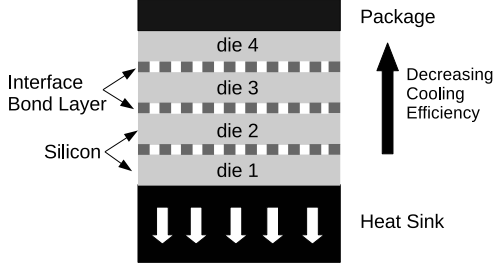 Package
die 4
Interface
Bond Layer
die 3
Decreasing
Cooling
Efficiency
die 2
Silicon
die 1
Heat Sink